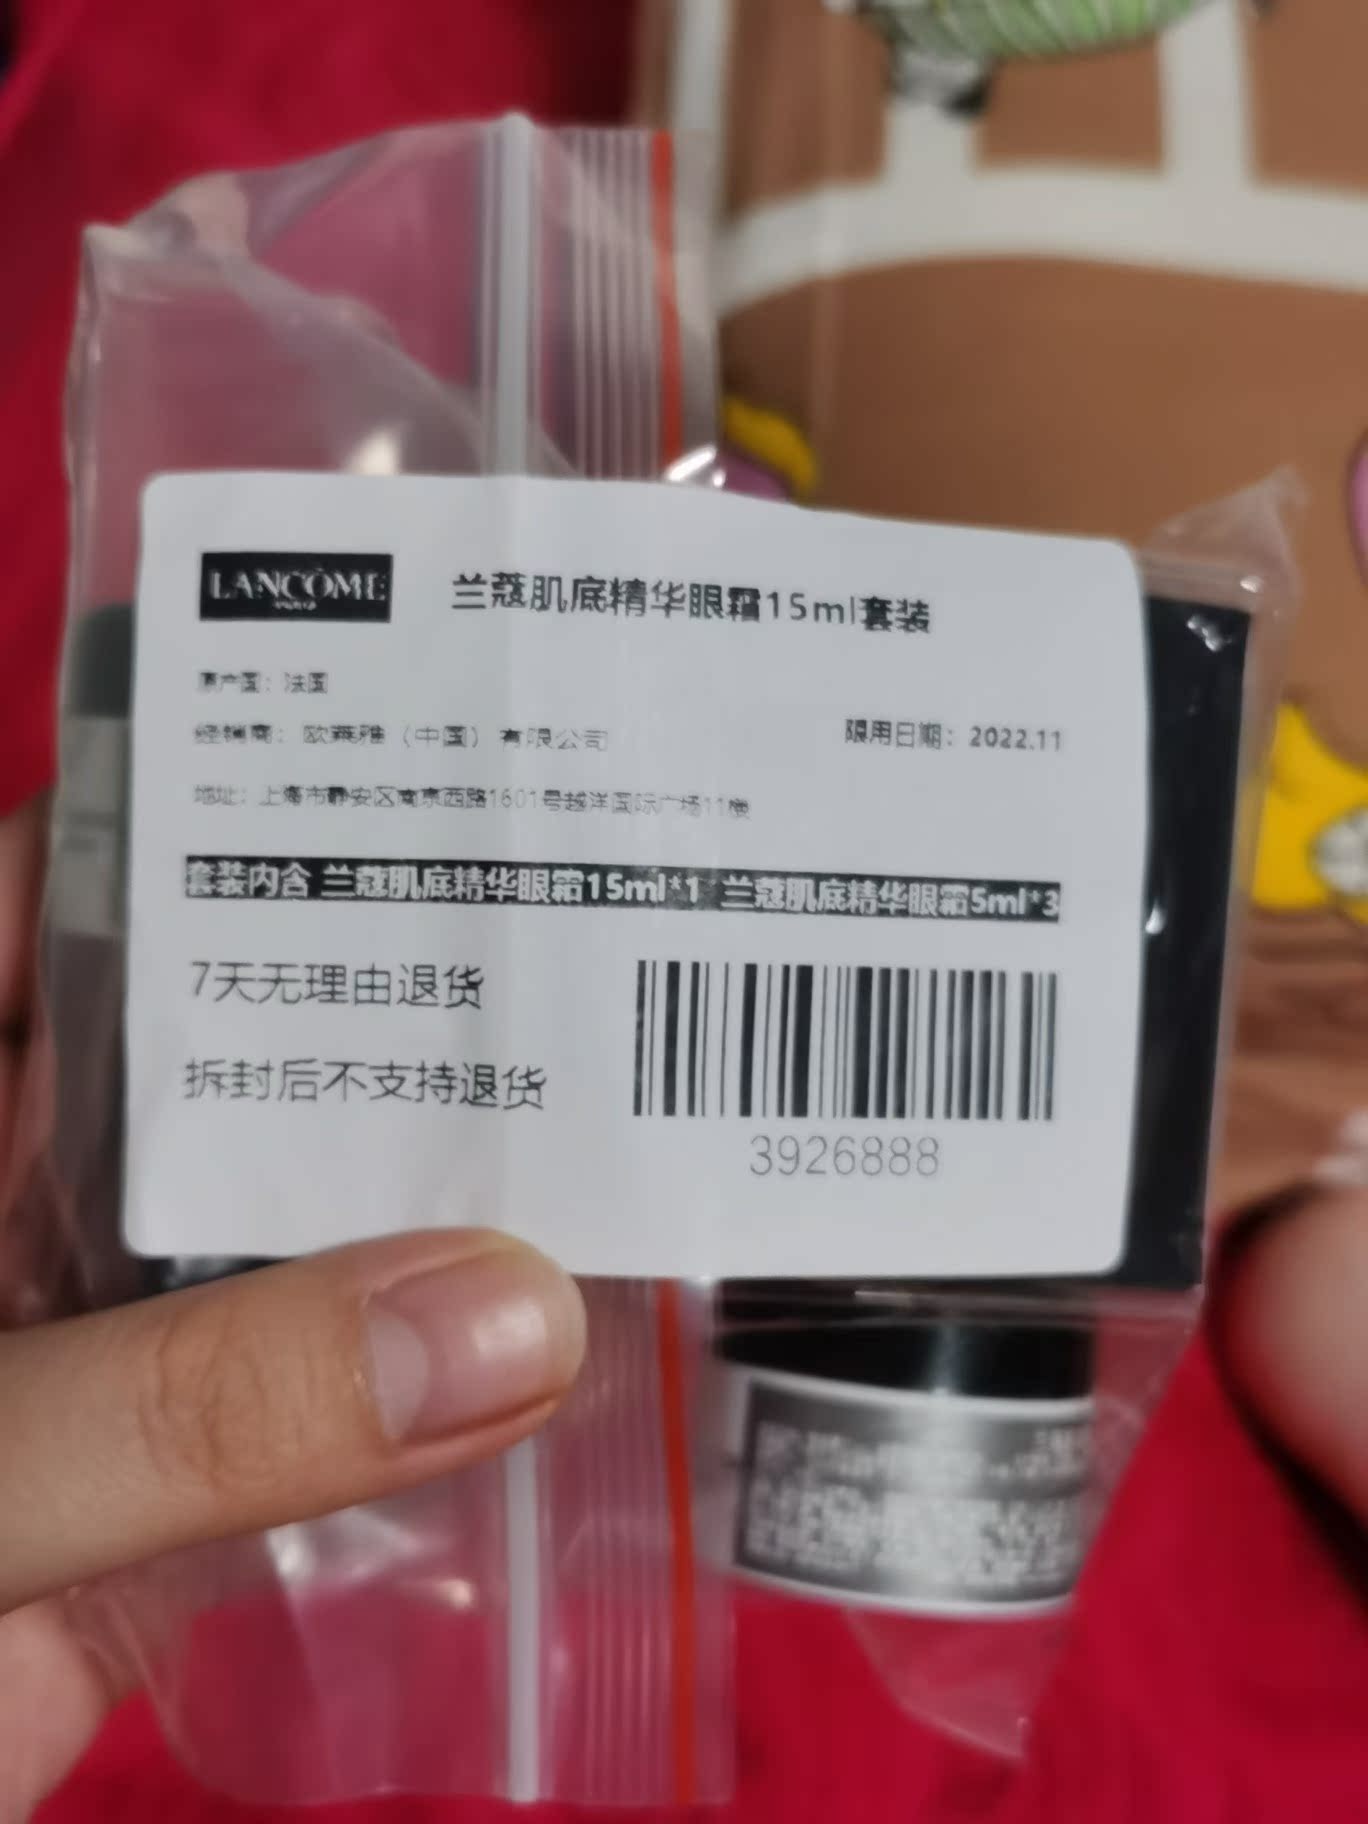 LANCÔME
兰蔻肌底精华眼霜15ml套装
原产国：法国
经销商：欧莱雅（中国）有限公司
限用日期：2022.11
地址：上海市静安区南京西路1601号越洋国际广场11楼
套装内含 兰蔻肌底精华眼霜15ml*1 兰蔻肌底精华眼霜5ml*3
7天无理由退货
拆封后不支持退货
3926888